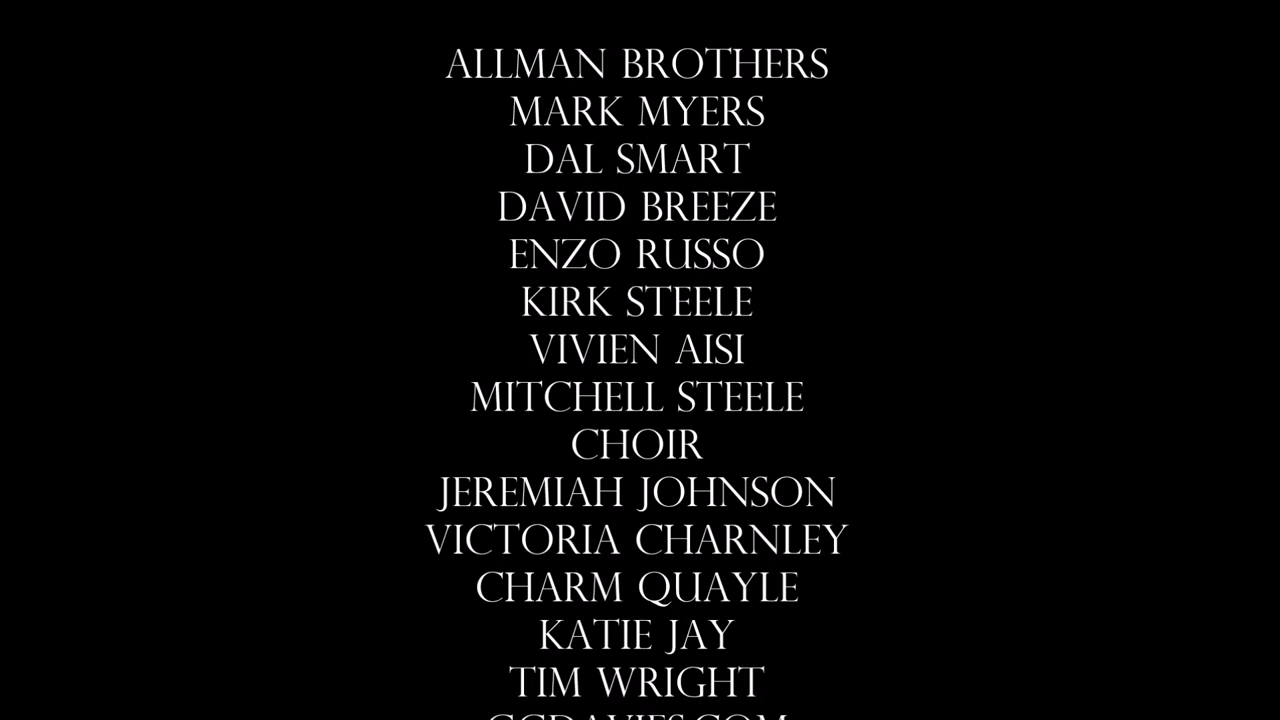 ALLMAN BROTHERS
MARK MYERS
DAL SMART
DAVID BREEZE
ENZO RUSSO
KIRK STEELE
VIVIEN AISI
MITCHELL STEELE
CHOIR
JEREMIAH JOHNSON
VICTORIA CHARNLEY
CHARM QUAYLE
KATIE JAY
TIM WRIGHT